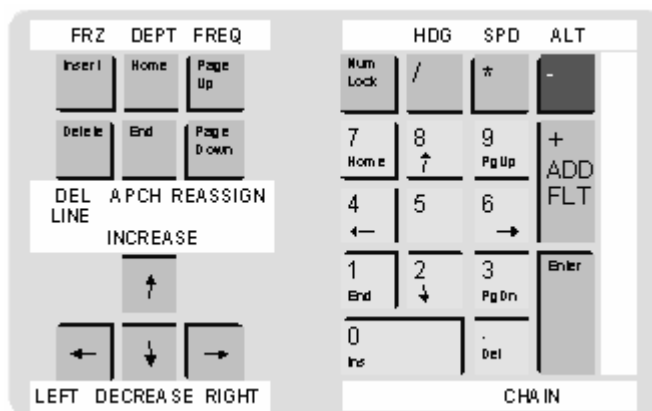 FRZ DEPT FREQ
HDG SPD ALT
Insert Home Page Up
Num Lock / * -
Delete End Page Down
7 Home 8 9 PgUp + ADD FLT
DEL LINE APCH REASSIGN
4 5 6
INCREASE
1 End 2 3 PgDn Enter
0 Ins . Del
LEFT DECREASE RIGHT
CHAIN